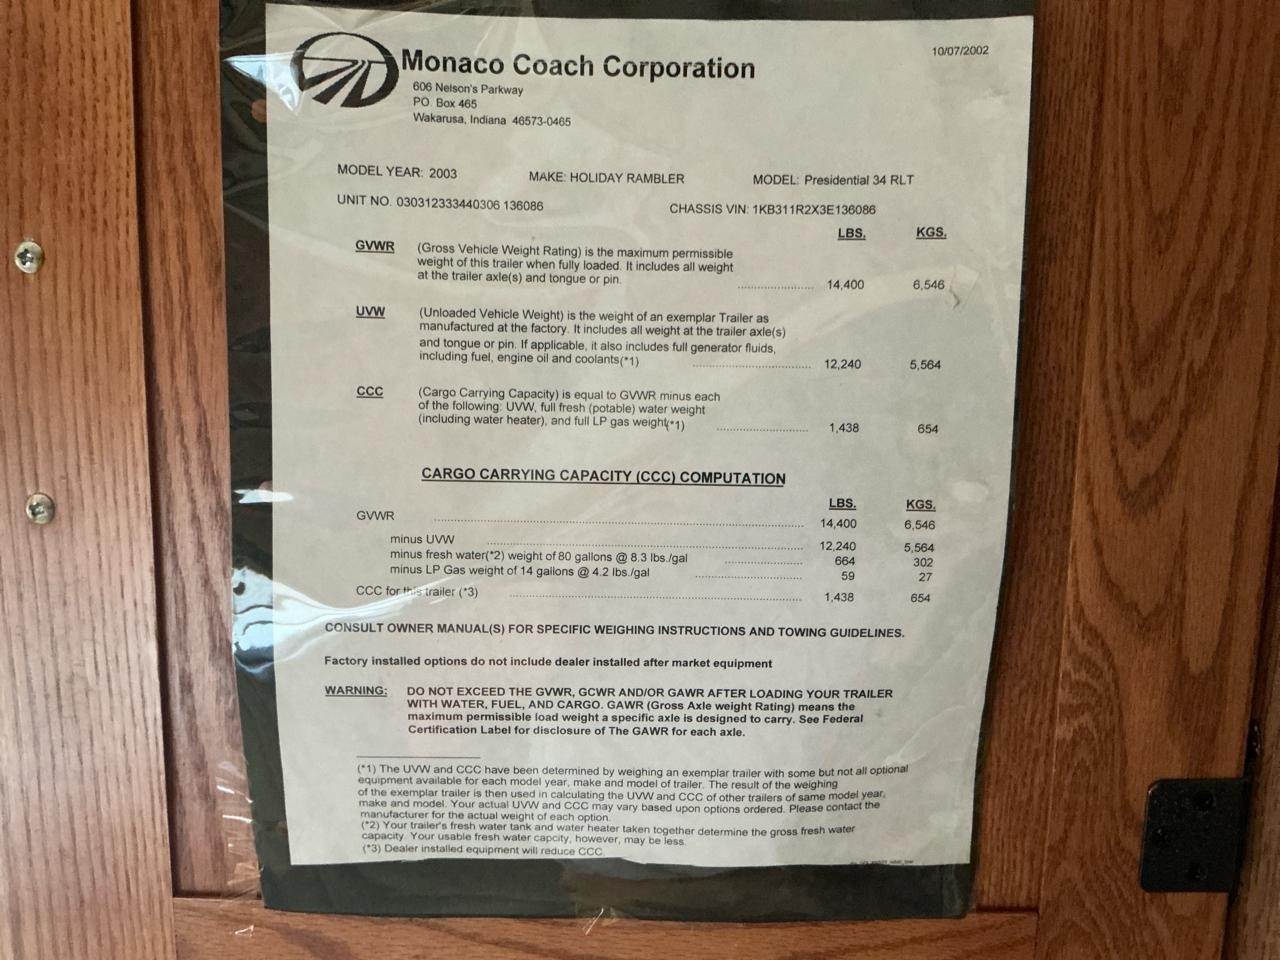 Monaco Coach Corporation
10/07/2002
606 Nelson's Parkway
PO. Box 465
Wakarusa, Indiana 46573-0465
MODEL YEAR: 2003 MAKE: HOLIDAY RAMBLER MODEL: Presidential 34 RLT
UNIT NO. 030312333440306 136086 CHASSIS VIN: 1KB311R2X3E136086
LBS. KGS.
GVWR (Gross Vehicle Weight Rating) is the maximum permissible
weight of this trailer when fully loaded. It includes all weight
at the trailer axle(s) and tongue or pin. 14,400 6,546
UVW (Unloaded Vehicle Weight) is the weight of an exemplar Trailer as
manufactured at the factory. It includes all weight at the trailer axle(s)
and tongue or pin. If applicable, it also includes full generator fluids,
including fuel, engine oil and coolants(*1) 12,240 5,564
CCC (Cargo Carrying Capacity) is equal to GVWR minus each
of the following: UVW, full fresh (potable) water weight
(including water heater), and full LP gas weight(*1) 1,438 654
CARGO CARRYING CAPACITY (CCC) COMPUTATION
LBS. KGS.
GVWR 14,400 6,546
minus UVW 12,240 5,564
minus fresh water(*2) weight of 80 gallons @ 8.3 lbs./gal 664 302
minus LP Gas weight of 14 gallons @ 4.2 lbs./gal 59 27
CCC for this trailer (*3) 1,438 654
CONSULT OWNER MANUAL(S) FOR SPECIFIC WEIGHING INSTRUCTIONS AND TOWING GUIDELINES.
Factory installed options do not include dealer installed after market equipment
WARNING: DO NOT EXCEED THE GVWR, GCWR AND/OR GAWR AFTER LOADING YOUR TRAILER
WITH WATER, FUEL, AND CARGO. GAWR (Gross Axle weight Rating) means the
maximum permissible load weight a specific axle is designed to carry. See Federal
Certification Label for disclosure of The GAWR for each axle.
(*1) The UVW and CCC have been determined by weighing an exemplar trailer with some but not all optional
equipment available for each model year, make and model of trailer. The result of the weighing
of the exemplar trailer is then used in calculating the UVW and CCC of other trailers of same model year,
make and model. Your actual UVW and CCC may vary based upon options ordered. Please contact the
manufacturer for the actual weight of each option.
(*2) Your trailer's fresh water tank and water heater taken together determine the gross fresh water
capacity. Your usable fresh water capcity, however, may be less.
(*3) Dealer installed equipment will reduce CCC.